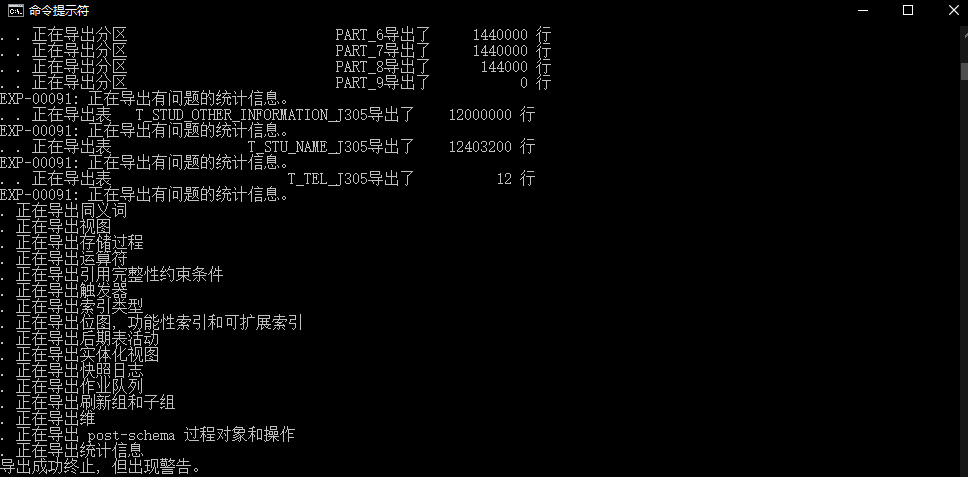 命令提示符
. . 正在导出分区                          PART_6导出了     1440000 行
. . 正在导出分区                          PART_7导出了     1440000 行
. . 正在导出分区                          PART_8导出了      144000 行
. . 正在导出分区                          PART_9导出了           0 行
EXP-00091: 正在导出有问题的统计信息。
. . 正在导出表   T_STUD_OTHER_INFORMATION_J305导出了    12000000 行
EXP-00091: 正在导出有问题的统计信息。
. . 正在导出表                 T_STU_NAME_J305导出了    12403200 行
EXP-00091: 正在导出有问题的统计信息。
. . 正在导出表                      T_TEL_J305导出了          12 行
EXP-00091: 正在导出有问题的统计信息。
. 正在导出同义词
. 正在导出视图
. 正在导出存储过程
. 正在导出运算符
. 正在导出引用完整性约束条件
. 正在导出触发器
. 正在导出索引类型
. 正在导出位图, 功能性索引和可扩展索引
. 正在导出后期表活动
. 正在导出实体化视图
. 正在导出快照日志
. 正在导出作业队列
. 正在导出刷新组和子组
. 正在导出维
. 正在导出 post-schema 过程对象和操作
. 正在导出统计信息
导出成功终止, 但出现警告。